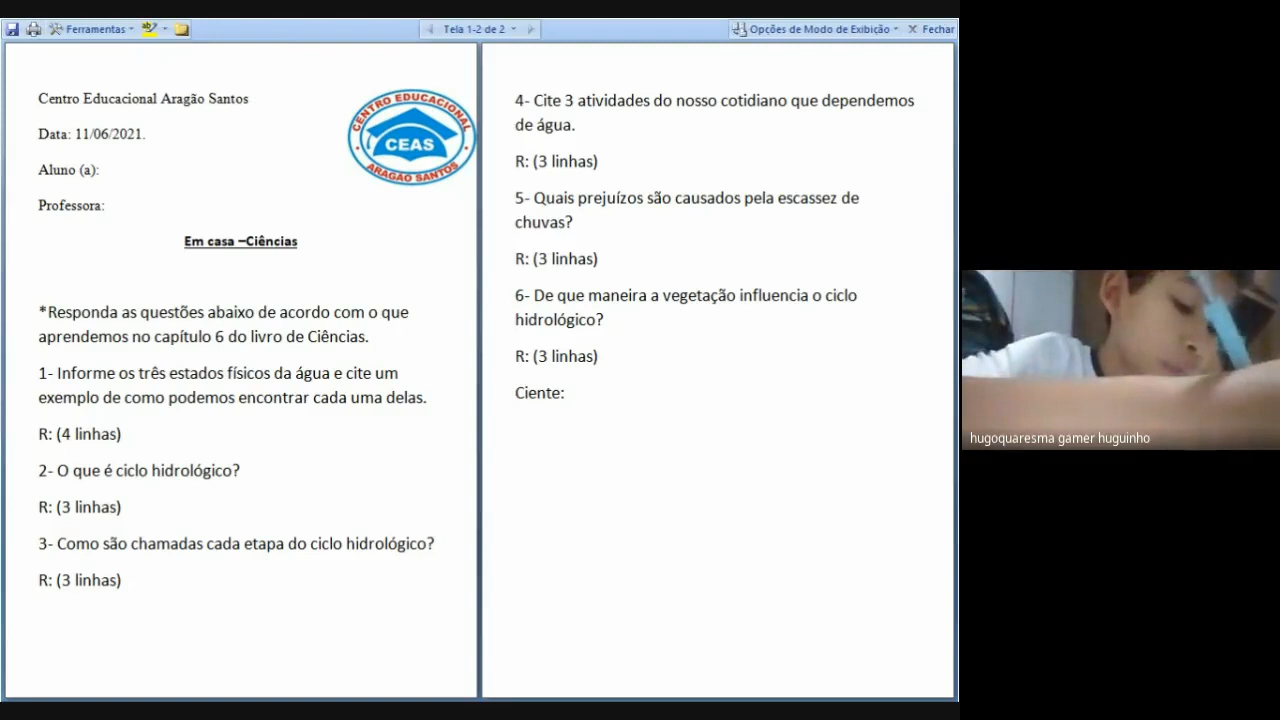 Ferramentas
Tela 1-2 de 2
Opções de Modo de Exibição
Fechar
Centro Educacional Aragão Santos
Data: 11/06/2021.
Aluno (a):
Professora:
CENTRO EDUCACIONAL
CEAS
ARAGÃO SANTOS
Em casa –Ciências
*Responda as questões abaixo de acordo com o que
aprendemos no capítulo 6 do livro de Ciências.
1- Informe os três estados físicos da água e cite um
exemplo de como podemos encontrar cada uma delas.
R: (4 linhas)
2- O que é ciclo hidrológico?
R: (3 linhas)
3- Como são chamadas cada etapa do ciclo hidrológico?
R: (3 linhas)
4- Cite 3 atividades do nosso cotidiano que dependemos
de água.
R: (3 linhas)
5- Quais prejuízos são causados pela escassez de
chuvas?
R: (3 linhas)
6- De que maneira a vegetação influencia o ciclo
hidrológico?
R: (3 linhas)
Ciente:
hugoquaresma gamer huguinho